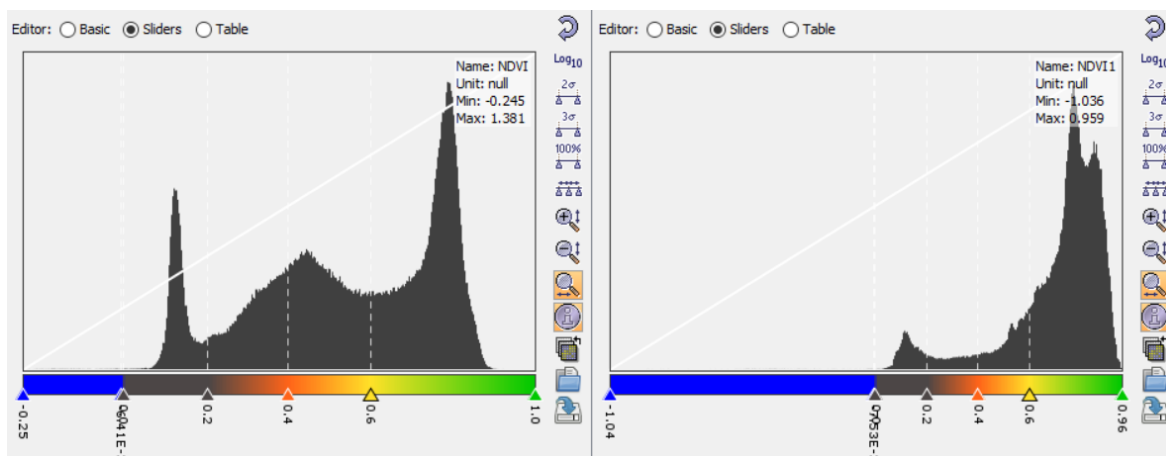 Editor: Basic Sliders Table
Name: NDVI
Unit: null
Min: -0.245
Max: 1.381
Log10
2σ
3σ
100%
-0.25
0.2
0.4
0.6
1.0
Editor: Basic Sliders Table
Name: NDVI1
Unit: null
Min: -1.036
Max: 0.959
Log10
2σ
3σ
100%
-1.04
0.2
0.4
0.6
0.96